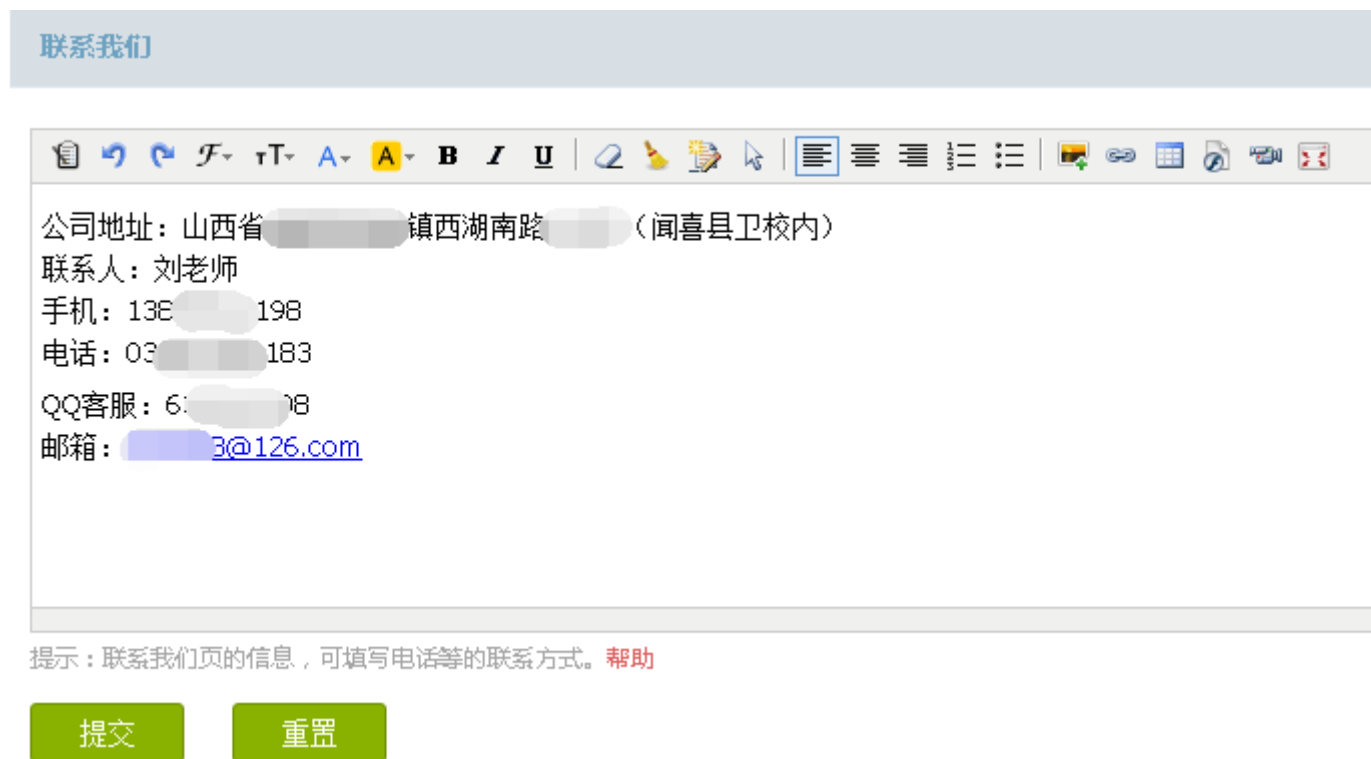 联系我们
公司地址：山西省 镇西湖南路 （闻喜县卫校内）
联系人：刘老师
手机：138 198
电话：03 183
QQ客服：6 08
邮箱： 3@126.com
提示：联系我们页的信息，可填写电话等的联系方式。帮助
提交 重置